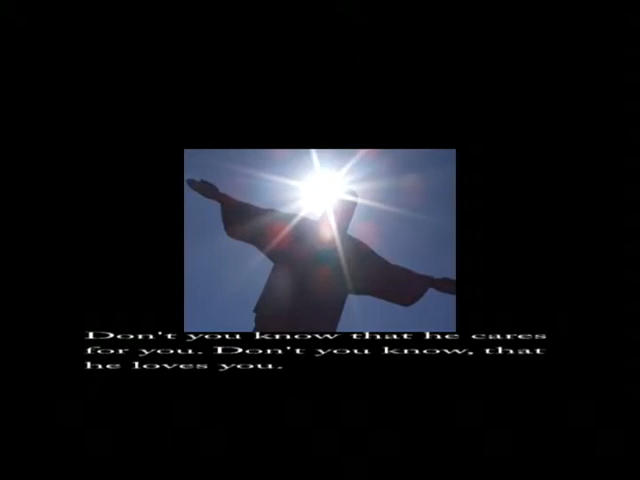 Don't you know that he cares
for you. Don't you know, that
he loves you.